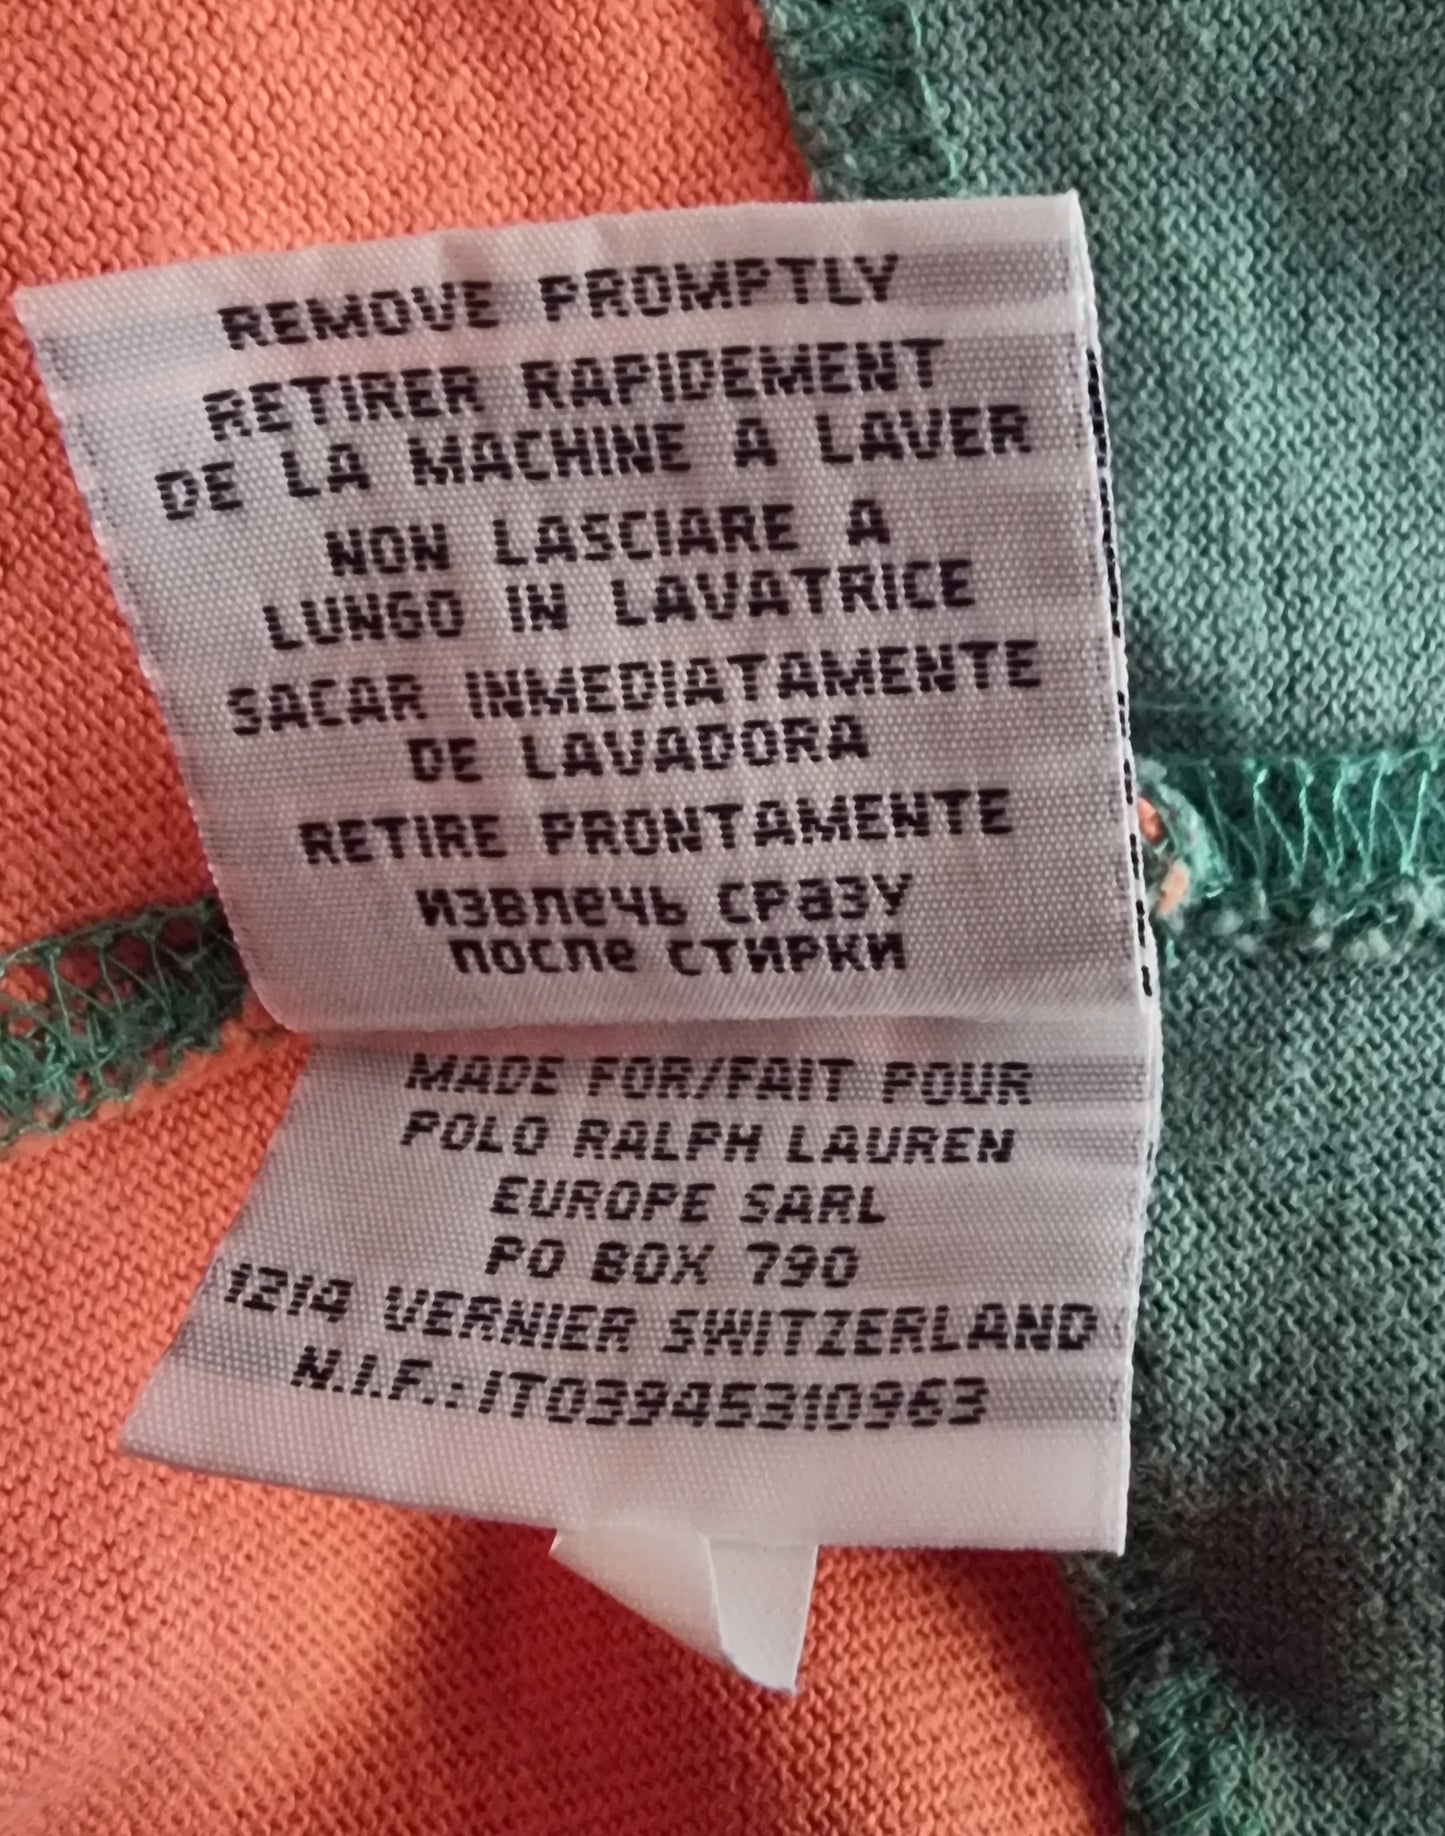 REMOVE PROMPTLY
RETIRER RAPIDEMENT
DE LA MACHINE A LAVER
NON LASCIARE A
LUNGO IN LAVATRICE
SACAR INMEDIATAMENTE
DE LAVADORA
RETIRE PRONTAMENTE
ИЗВЛЕЧЬ СРАЗУ
ПОСЛЕ СТИРКИ
MADE FOR/FAIT POUR
POLO RALPH LAUREN
EUROPE SARL
PO BOX 790
1214 VERNIER SWITZERLAND
N.I.F.: IT03945310963